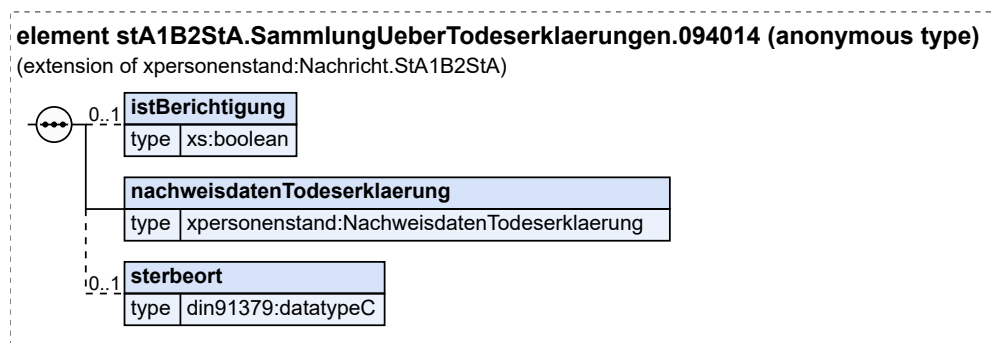 element stA1B2StA.SammlungUeberTodeserklaerungen.094014 (anonymous type)
(extension of xpersonenstand:Nachricht.StA1B2StA)
0..1 istBerichtigung
type xs:boolean
nachweisdatenTodeserklaerung
type xpersonenstand:NachweisdatenTodeserklaerung
0..1 sterbeort
type din91379:datatypeC